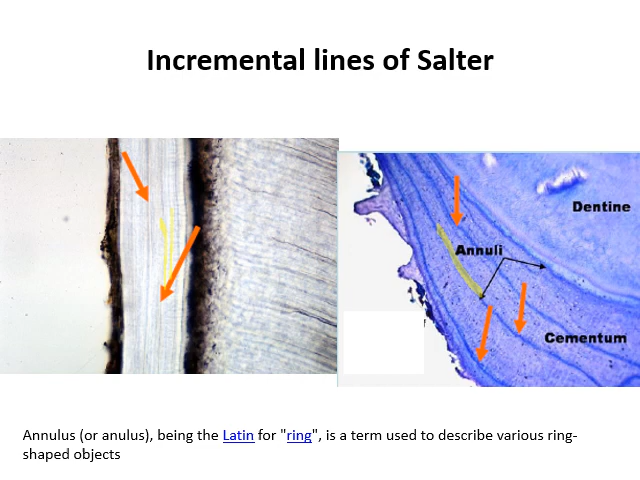 Incremental lines of Salter
Dentine
Annuli
Cementum
Annulus (or anulus), being the Latin for "ring", is a term used to describe various ring-
shaped objects